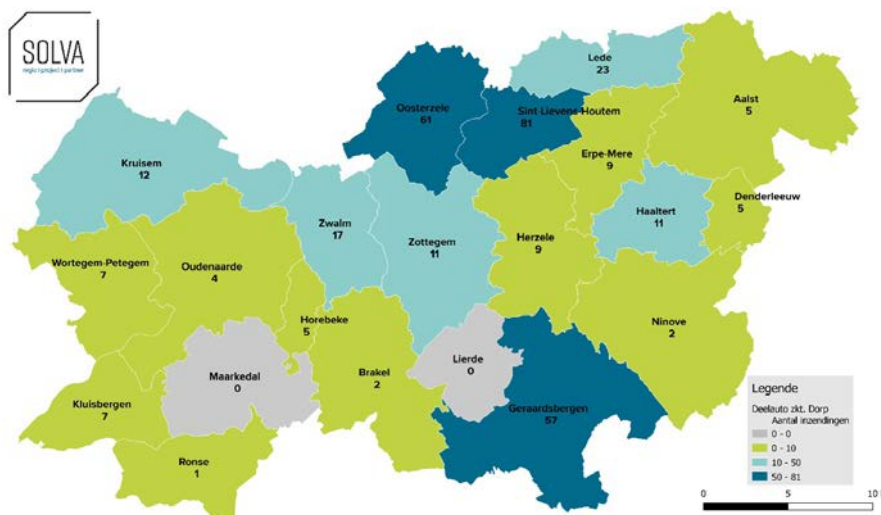 SOLVA
regio | project | partner
Lede
23
Aalst
5
Oosterzele
61
Sint-Lievens-Houtem
81
Erpe-Mere
9
Kruisem
12
Denderleeuw
5
Haaltert
11
Zwalm
17
Zottegem
11
Herzele
9
Wortegem-Petegem
7
Oudenaarde
4
Horebeke
5
Ninove
2
Lierde
0
Maarkedal
0
Brakel
2
Kluisbergen
7
Geraardsbergen
57
Ronse
1
Legende
Deelauto zkt. Dorp
Aantal inzendingen
0 - 0
0 - 10
10 - 50
50 - 81
0 5 10